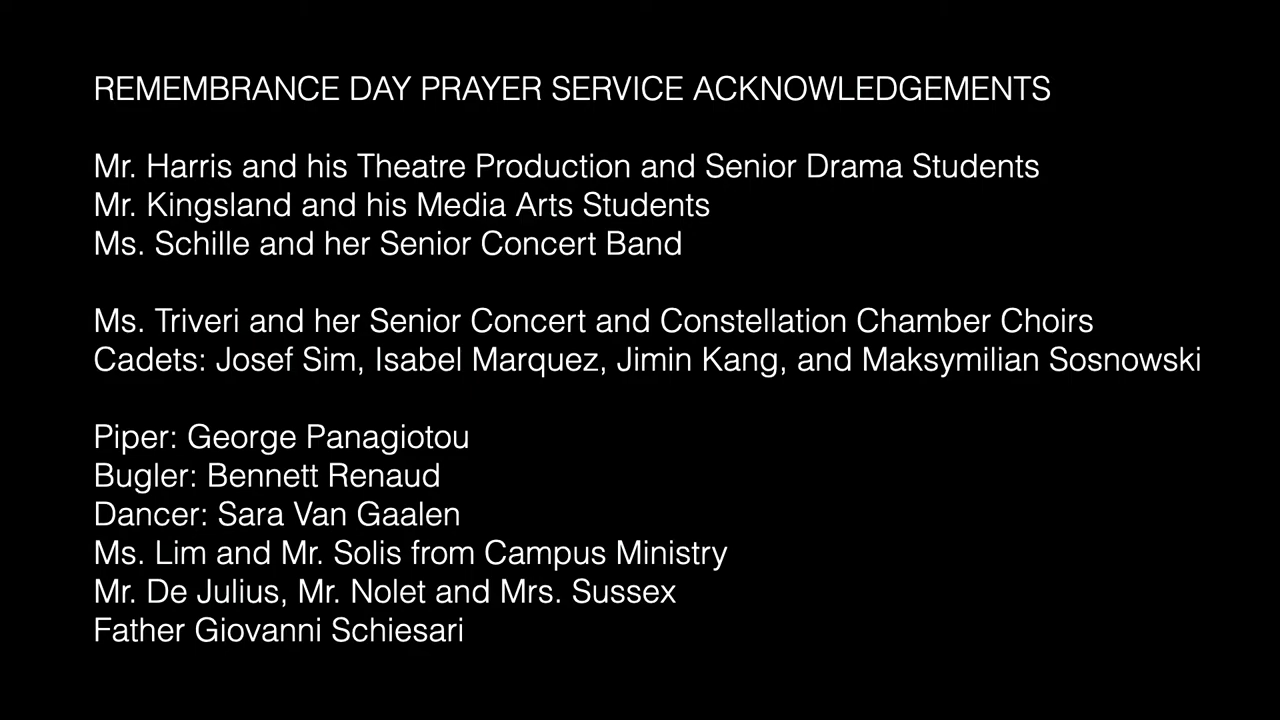 REMEMBRANCE DAY PRAYER SERVICE ACKNOWLEDGEMENTS
Mr. Harris and his Theatre Production and Senior Drama Students
Mr. Kingsland and his Media Arts Students
Ms. Schille and her Senior Concert Band
Ms. Triveri and her Senior Concert and Constellation Chamber Choirs
Cadets: Josef Sim, Isabel Marquez, Jimin Kang, and Maksymilian Sosnowski
Piper: George Panagiotou
Bugler: Bennett Renaud
Dancer: Sara Van Gaalen
Ms. Lim and Mr. Solis from Campus Ministry
Mr. De Julius, Mr. Nolet and Mrs. Sussex
Father Giovanni Schiesari